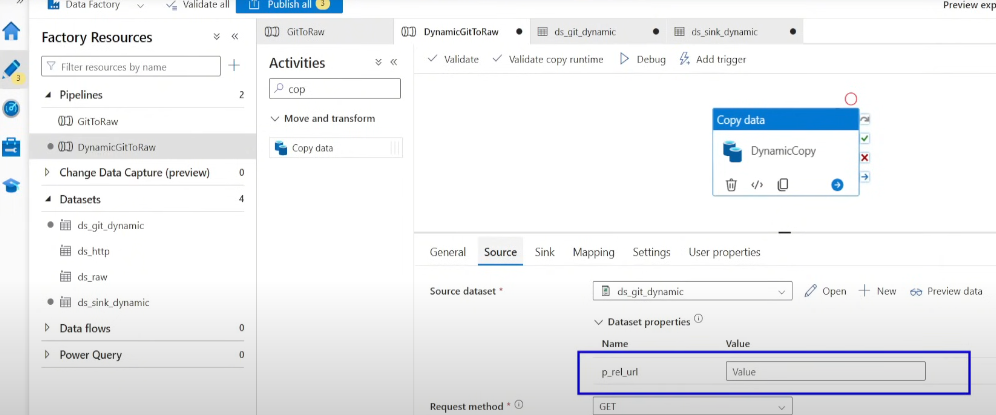 Data Factory
Validate all
Publish all 3
Preview exp
Factory Resources
Filter resources by name
3
Pipelines 2
GitToRaw
DynamicGitToRaw
Change Data Capture (preview) 0
Datasets 4
ds_git_dynamic
ds_http
ds_raw
ds_sink_dynamic
Data flows 0
Power Query 0
GitToRaw
DynamicGitToRaw
ds_git_dynamic
ds_sink_dynamic
Activities
cop
Move and transform
Copy data
Validate
Validate copy runtime
Debug
Add trigger
Copy data
DynamicCopy
General
Source
Sink
Mapping
Settings
User properties
Source dataset *
ds_git_dynamic
Open
New
Preview data
Dataset properties
Name Value
p_rel_url Value
Request method * GET